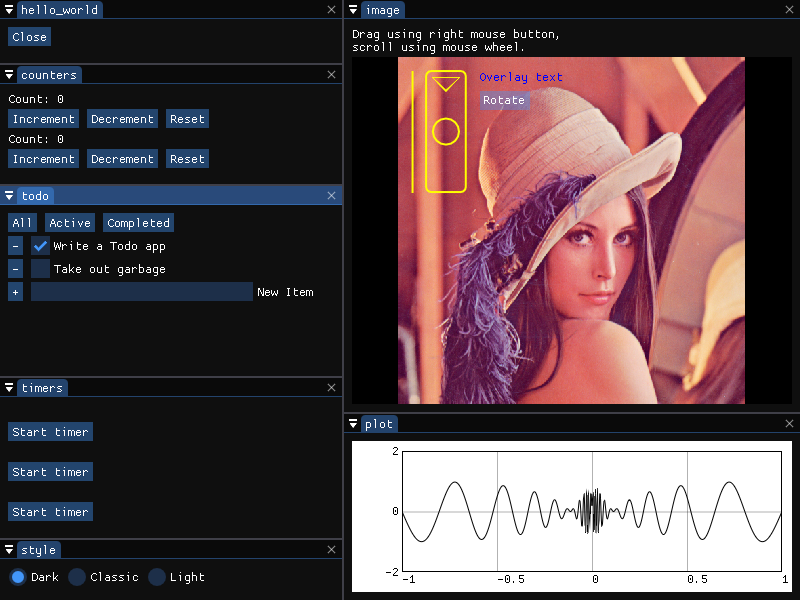 hello_world
Close
counters
Count: 0
Increment Decrement Reset
Count: 0
Increment Decrement Reset
todo
All Active Completed
- Write a Todo app
- Take out garbage
+ New Item
timers
Start timer
Start timer
Start timer
style
Dark Classic Light
image
Drag using right mouse button,
scroll using mouse wheel.
Overlay text
Rotate
plot
2
0
-2
-1 -0.5 0 0.5 1